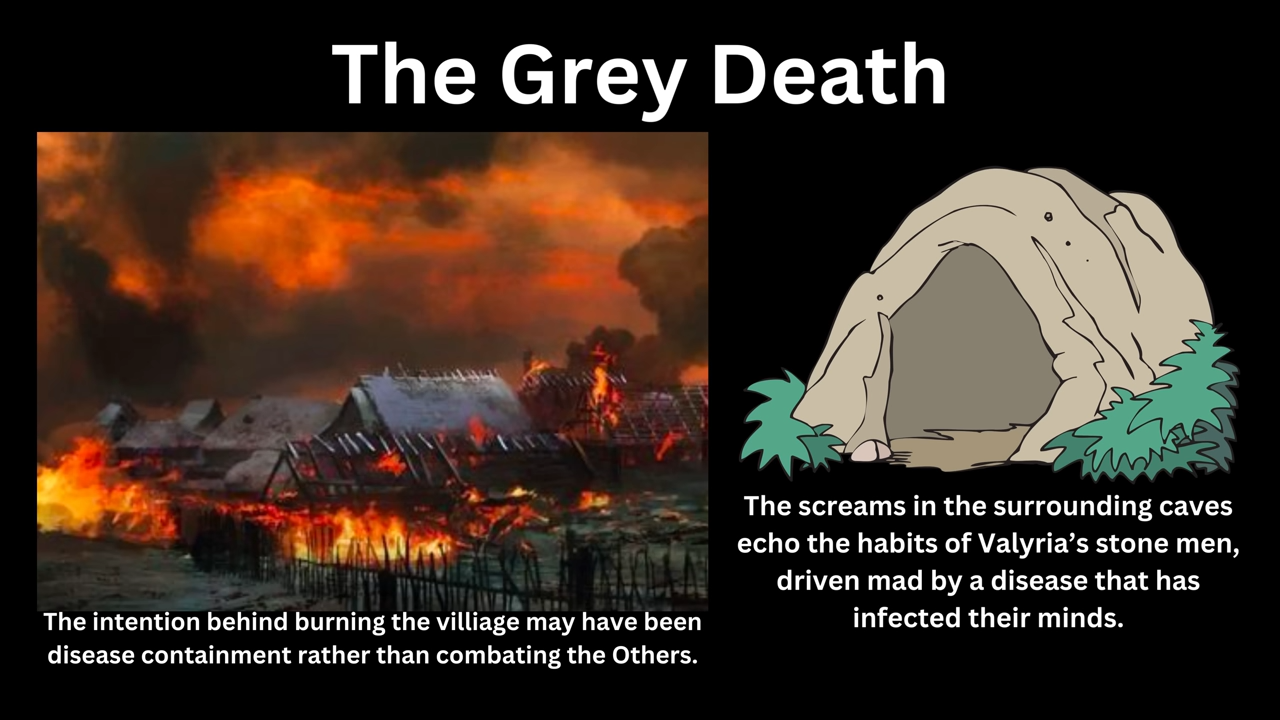 The Grey Death
The intention behind burning the villiage may have been
disease containment rather than combating the Others.
The screams in the surrounding caves
echo the habits of Valyria’s stone men,
driven mad by a disease that has
infected their minds.